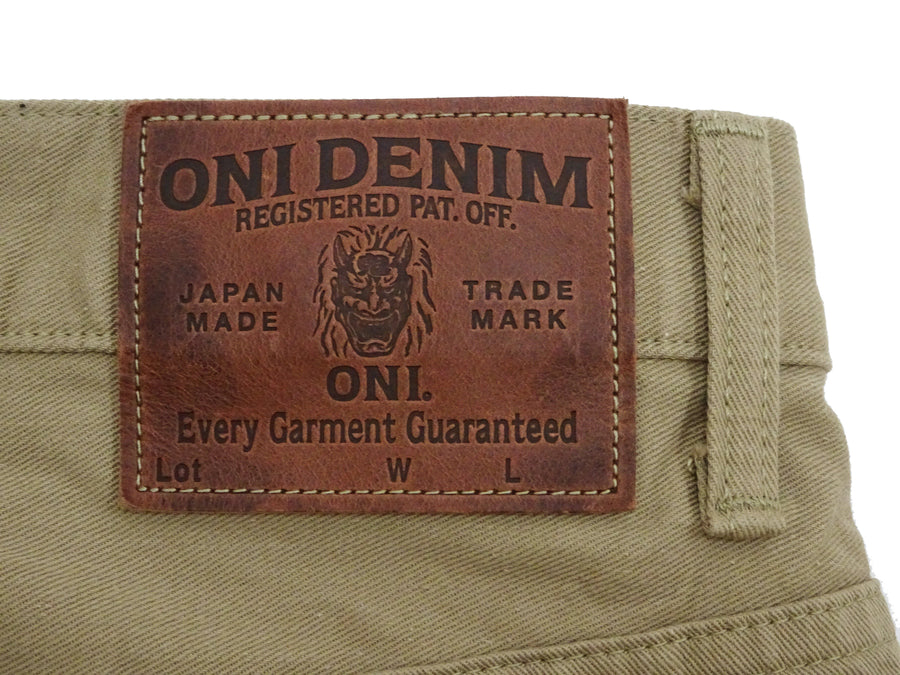 ONI DENIM
REGISTERED PAT. OFF.
JAPAN MADE
TRADE MARK
ONI.
Every Garment Guaranteed
Lot W L